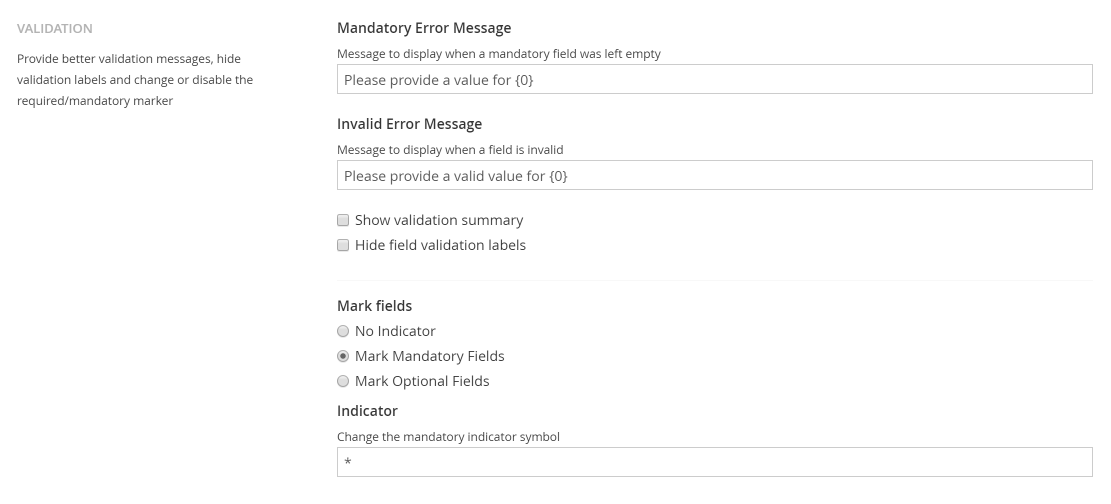 VALIDATION
Provide better validation messages, hide
validation labels and change or disable the
required/mandatory marker
Mandatory Error Message
Message to display when a mandatory field was left empty
Please provide a value for {0}
Invalid Error Message
Message to display when a field is invalid
Please provide a valid value for {0}
Show validation summary
Hide field validation labels
Mark fields
No Indicator
Mark Mandatory Fields
Mark Optional Fields
Indicator
Change the mandatory indicator symbol
*